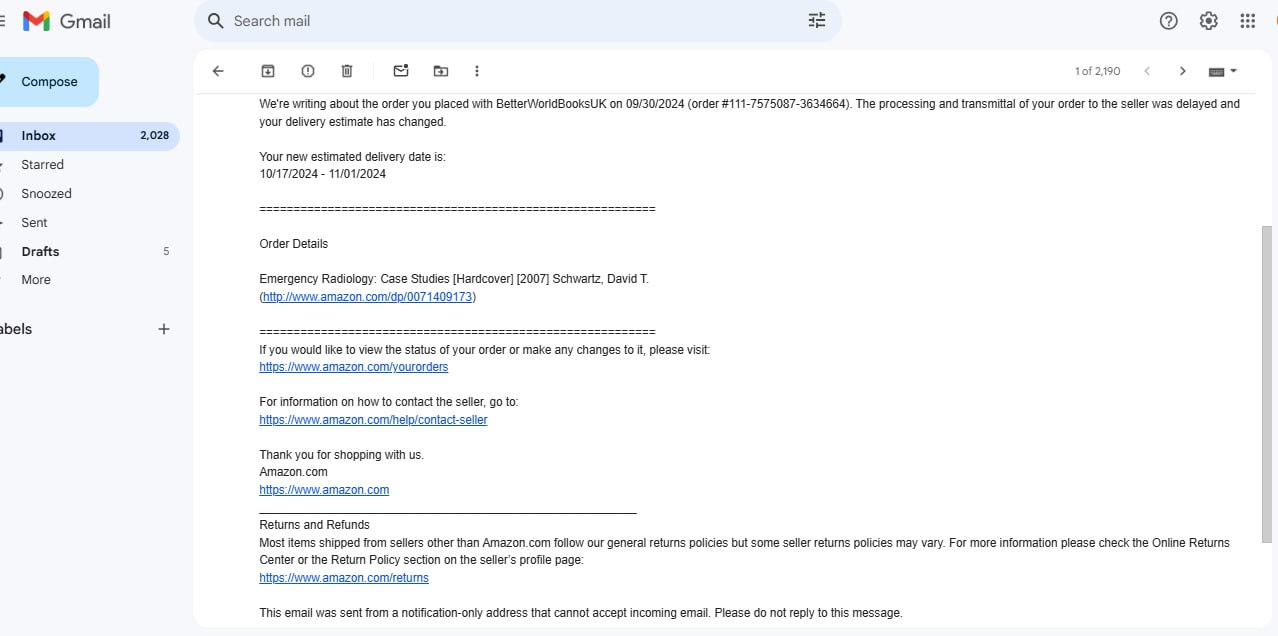 Gmail
Search mail
Compose
1 of 2,190
Inbox 2,028
Starred
Snoozed
Sent
Drafts 5
More
abels +
We're writing about the order you placed with BetterWorldBooksUK on 09/30/2024 (order #111-7575087-3634664). The processing and transmittal of your order to the seller was delayed and
your delivery estimate has changed.
Your new estimated delivery date is:
10/17/2024 - 11/01/2024
==========================================================
Order Details
Emergency Radiology: Case Studies [Hardcover] [2007] Schwartz, David T.
(http://www.amazon.com/dp/0071409173)
==========================================================
If you would like to view the status of your order or make any changes to it, please visit:
https://www.amazon.com/yourorders
For information on how to contact the seller, go to:
https://www.amazon.com/help/contact-seller
Thank you for shopping with us.
Amazon.com
https://www.amazon.com
Returns and Refunds
Most items shipped from sellers other than Amazon.com follow our general returns policies but some seller returns policies may vary. For more information please check the Online Returns
Center or the Return Policy section on the seller’s profile page:
https://www.amazon.com/returns
This email was sent from a notification-only address that cannot accept incoming email. Please do not reply to this message.